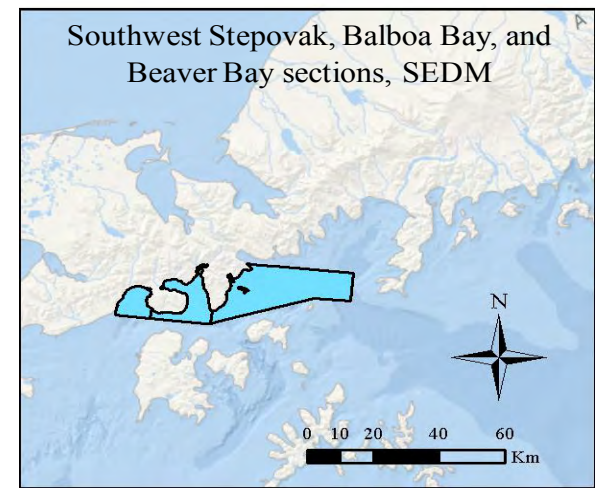 Southwest Stepovak, Balboa Bay, and
Beaver Bay sections, SEDM
A
N
0 10 20 40 60
Km